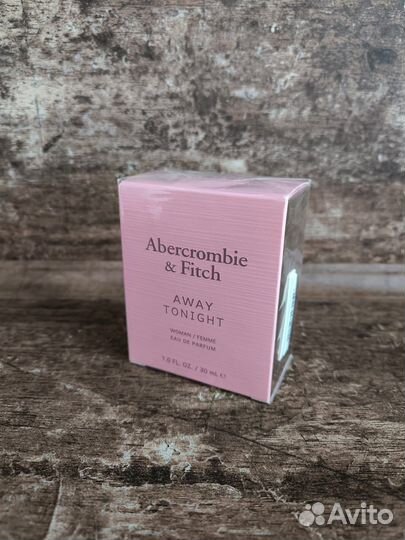 Abercrombie
& Fitch
AWAY
TONIGHT
WOMAN / FEMME
EAU DE PARFUM
1.0 FL. OZ. / 30 mL ℮
Avito